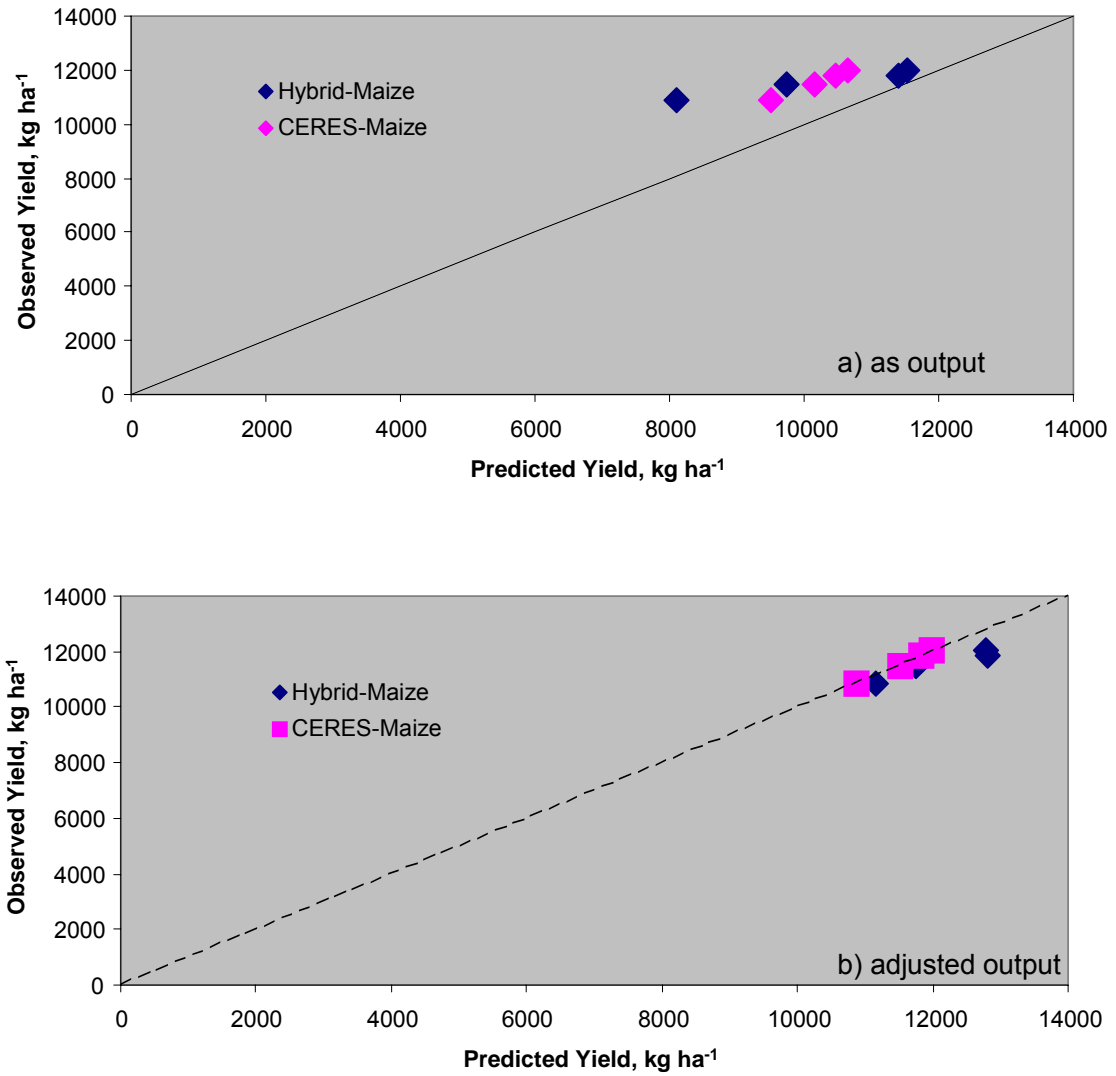 14000
12000
10000
8000
6000
4000
2000
0
Observed Yield, kg ha⁻¹
Hybrid-Maize
CERES-Maize
a) as output
0 2000 4000 6000 8000 10000 12000 14000
Predicted Yield, kg ha⁻¹
14000
12000
10000
8000
6000
4000
2000
0
Observed Yield, kg ha⁻¹
Hybrid-Maize
CERES-Maize
b) adjusted output
0 2000 4000 6000 8000 10000 12000 14000
Predicted Yield, kg ha⁻¹